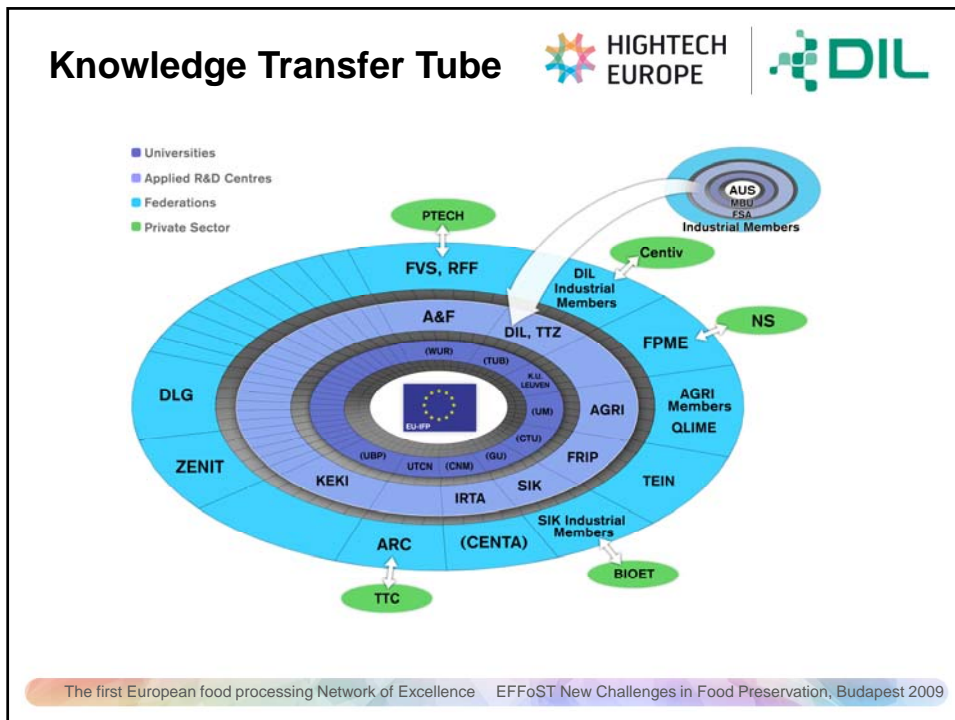 Knowledge Transfer Tube
HIGHTECH
EUROPE
DIL
Universities
Applied R&D Centres
Federations
Private Sector
AUS
MBU
FSA
Industrial Members
PTECH
Centiv
FVS, RFF
DIL
Industrial
Members
NS
A&F
DIL, TTZ
FPME
(WUR)
(TUB)
K.U.
LEUVEN
DLG
AGRI
AGRI
Members
QLIME
(UM)
EU-IFP
(CTU)
(UBP)
UTCN
(CNM)
(GU)
FRIP
ZENIT
KEKI
SIK
TEIN
IRTA
SIK Industrial
Members
ARC
(CENTA)
BIOET
TTC
The first European food processing Network of Excellence EFFoST New Challenges in Food Preservation, Budapest 2009